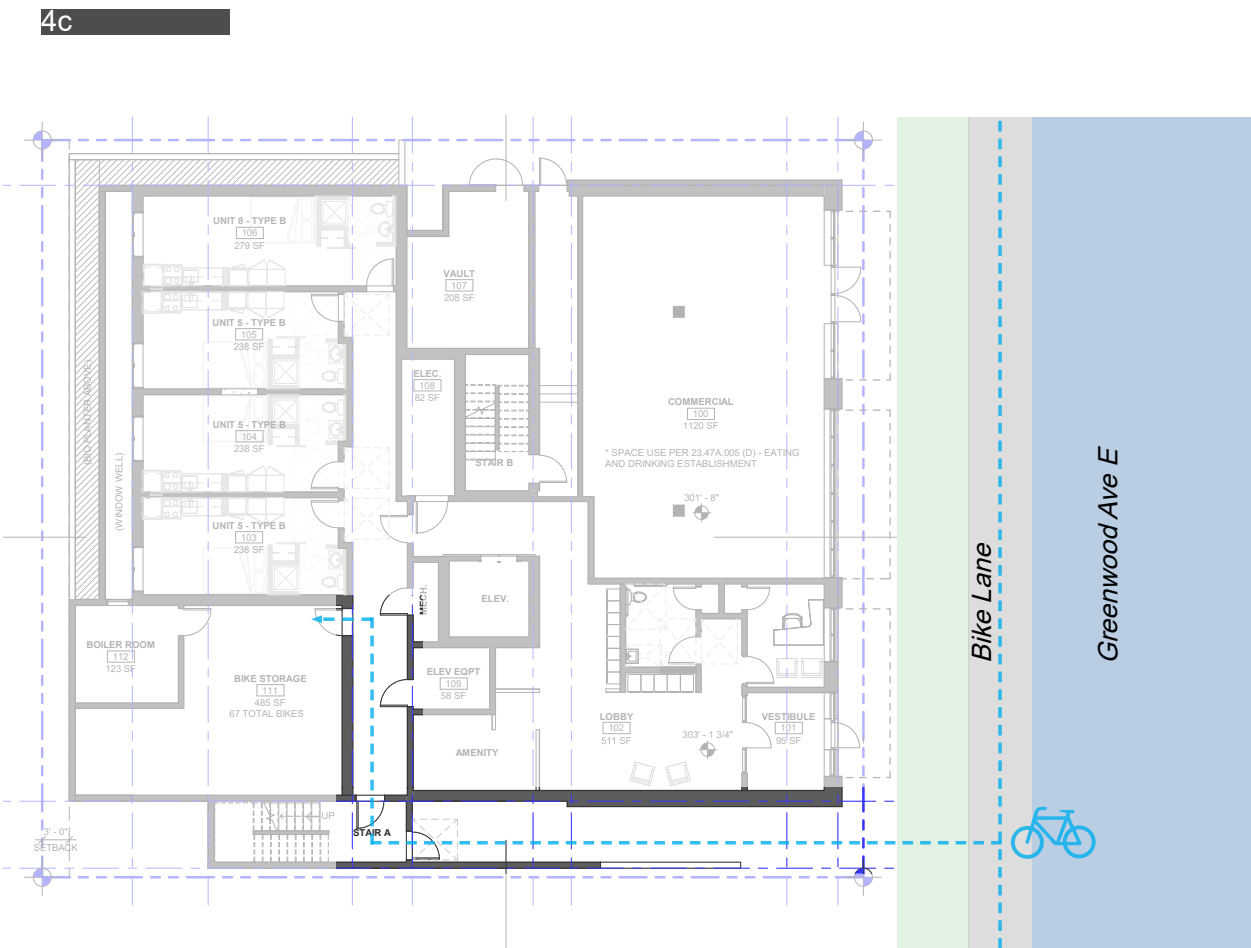 4c
UNIT 8 - TYPE B
106
279 SF
VAULT
107
208 SF
UNIT 5 - TYPE B
105
238 SF
ELEC.
108
82 SF
(BIO PLANTER ABOVE)
(WINDOW WELL)
UNIT 5 - TYPE B
104
238 SF
STAIR B
COMMERCIAL
100
1120 SF
* SPACE USE PER 23.47A.005 (D) - EATING
AND DRINKING ESTABLISHMENT
301' - 8"
UNIT 5 - TYPE B
103
238 SF
MECH.
ELEV.
BOILER ROOM
112
123 SF
BIKE STORAGE
111
485 SF
67 TOTAL BIKES
ELEV EQPT
109
58 SF
AMENITY
LOBBY
102
511 SF
303' - 1 3/4"
VESTIBULE
101
95 SF
UP
STAIR A
3' - 0"
SETBACK
Bike Lane
Greenwood Ave E